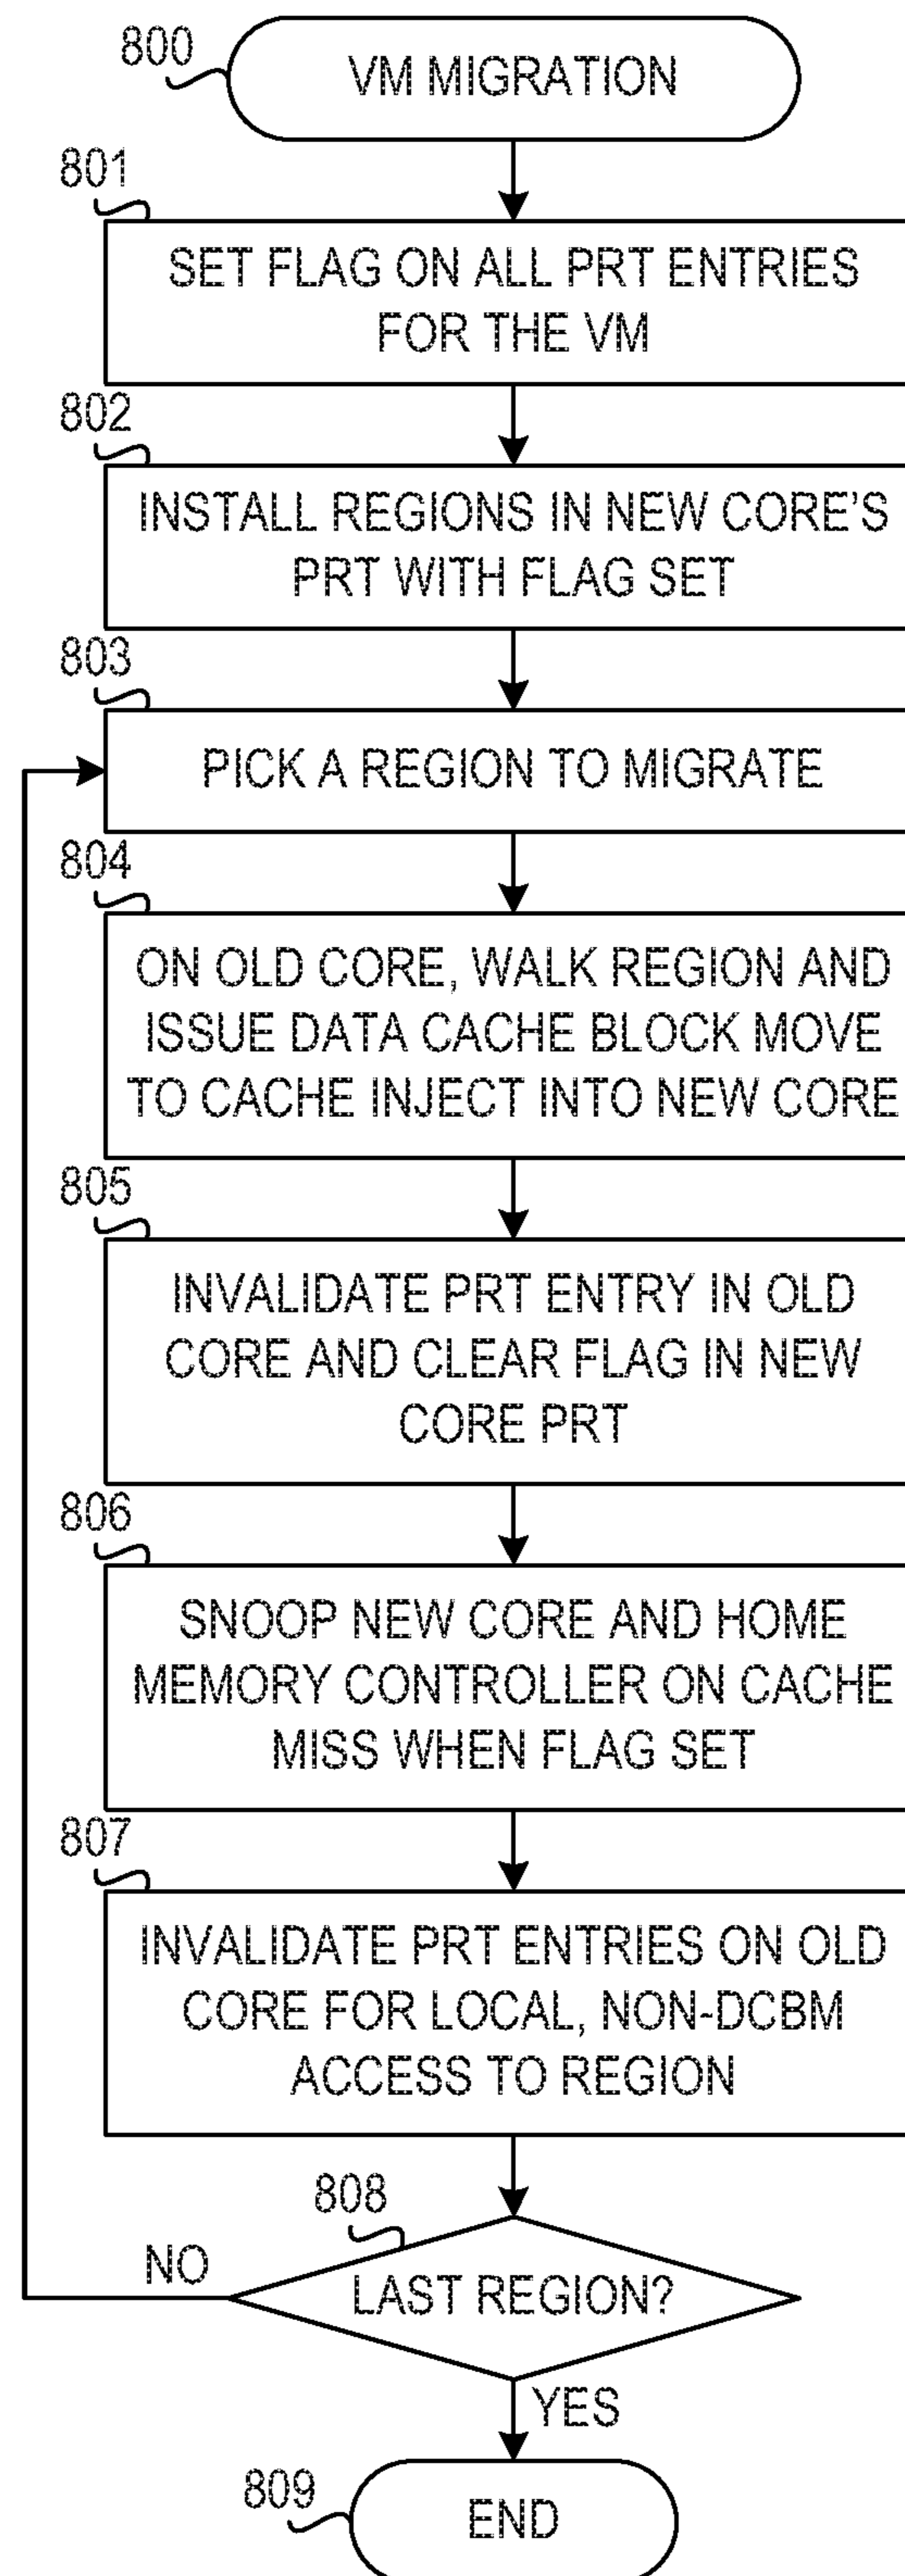 800
VM MIGRATION
801
SET FLAG ON ALL PRT ENTRIES
FOR THE VM
802
INSTALL REGIONS IN NEW CORE'S
PRT WITH FLAG SET
803
PICK A REGION TO MIGRATE
804
ON OLD CORE, WALK REGION AND
ISSUE DATA CACHE BLOCK MOVE
TO CACHE INJECT INTO NEW CORE
805
INVALIDATE PRT ENTRY IN OLD
CORE AND CLEAR FLAG IN NEW
CORE PRT
806
SNOOP NEW CORE AND HOME
MEMORY CONTROLLER ON CACHE
MISS WHEN FLAG SET
807
INVALIDATE PRT ENTRIES ON OLD
CORE FOR LOCAL, NON-DCBM
ACCESS TO REGION
808
NO
LAST REGION?
YES
809
END